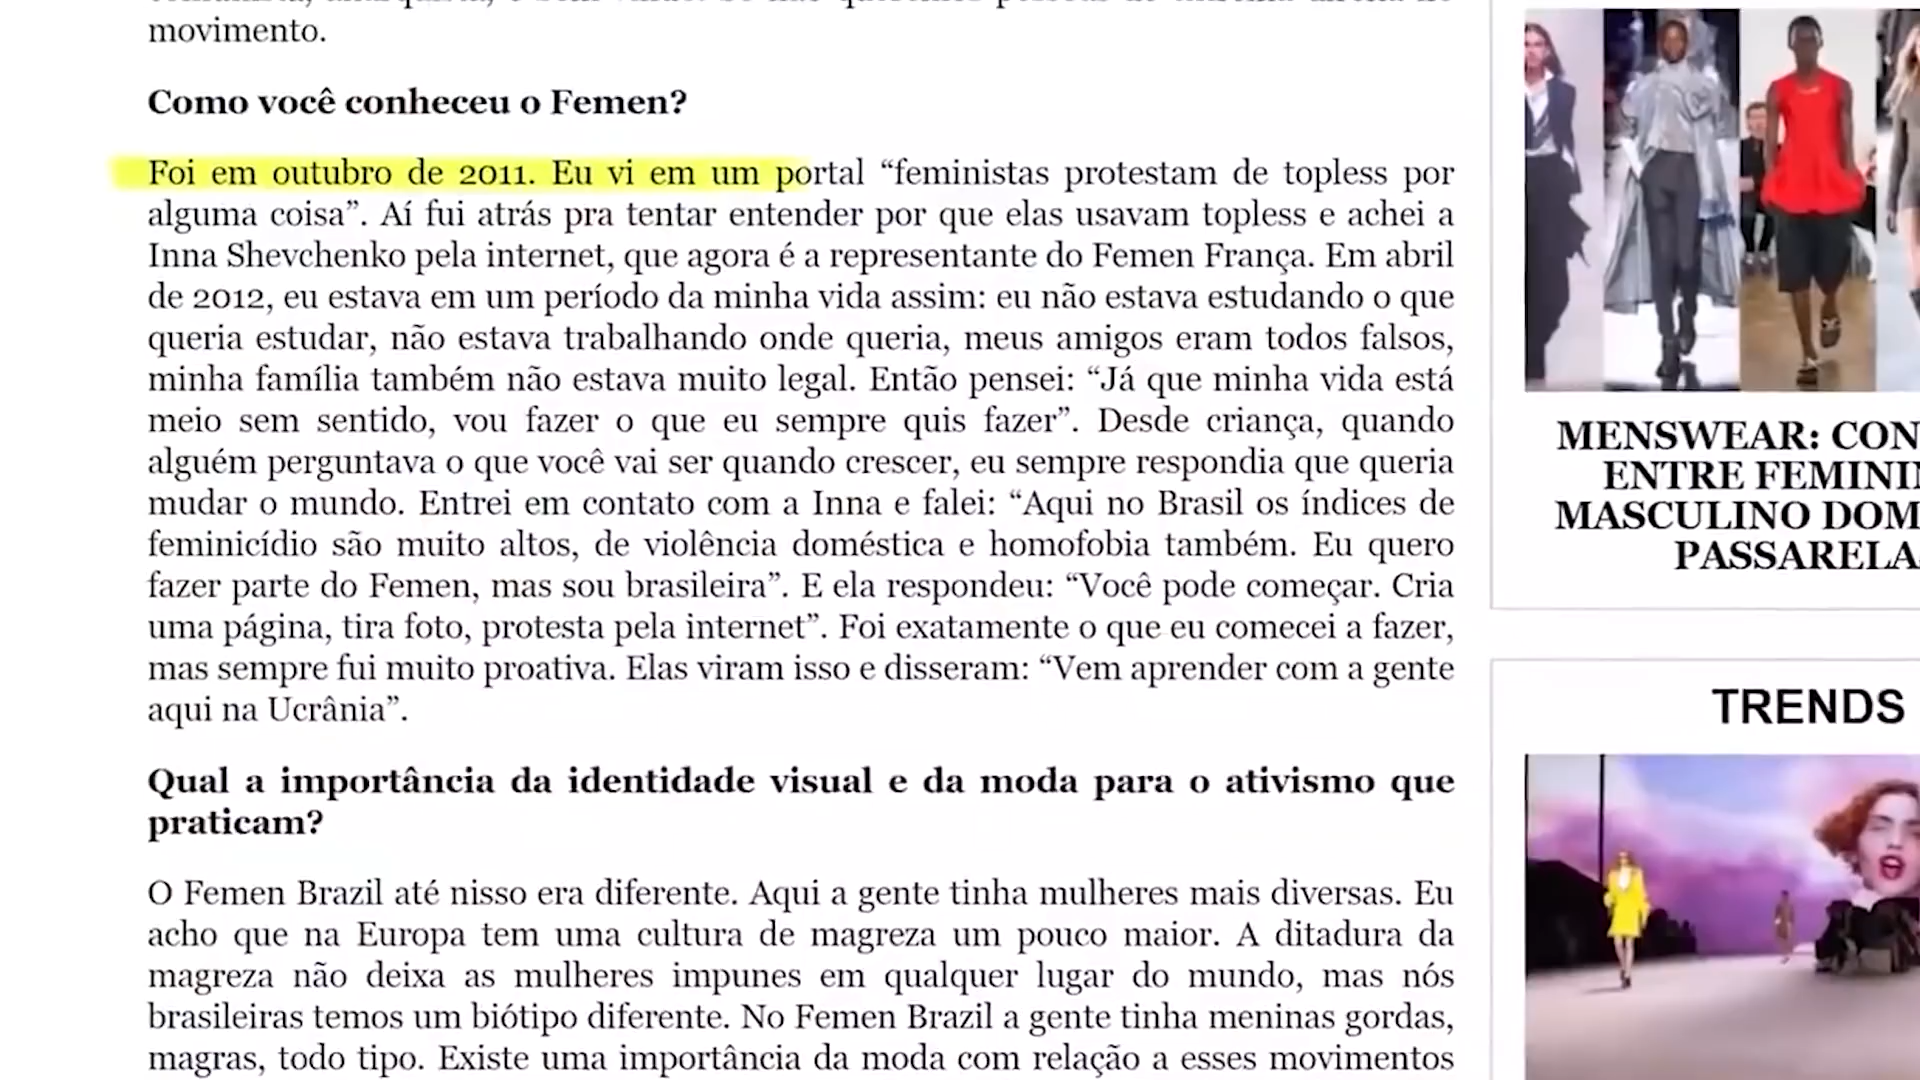 movimento.
Como você conheceu o Femen?
Foi em outubro de 2011. Eu vi em um portal “feministas protestam de topless por
alguma coisa”. Aí fui atrás pra tentar entender por que elas usavam topless e achei a
Inna Shevchenko pela internet, que agora é a representante do Femen França. Em abril
de 2012, eu estava em um período da minha vida assim: eu não estava estudando o que
queria estudar, não estava trabalhando onde queria, meus amigos eram todos falsos,
minha família também não estava muito legal. Então pensei: “Já que minha vida está
meio sem sentido, vou fazer o que eu sempre quis fazer”. Desde criança, quando
alguém perguntava o que você vai ser quando crescer, eu sempre respondia que queria
mudar o mundo. Entrei em contato com a Inna e falei: “Aqui no Brasil os índices de
feminicídio são muito altos, de violência doméstica e homofobia também. Eu quero
fazer parte do Femen, mas sou brasileira”. E ela respondeu: “Você pode começar. Cria
uma página, tira foto, protesta pela internet”. Foi exatamente o que eu comecei a fazer,
mas sempre fui muito proativa. Elas viram isso e disseram: “Vem aprender com a gente
aqui na Ucrânia”.
Qual a importância da identidade visual e da moda para o ativismo que
praticam?
O Femen Brazil até nisso era diferente. Aqui a gente tinha mulheres mais diversas. Eu
acho que na Europa tem uma cultura de magreza um pouco maior. A ditadura da
magreza não deixa as mulheres impunes em qualquer lugar do mundo, mas nós
brasileiras temos um biótipo diferente. No Femen Brazil a gente tinha meninas gordas,
magras, todo tipo. Existe uma importância da moda com relação a esses movimentos
MENSWEAR: CON
ENTRE FEMINI
MASCULINO DOM
PASSARELA
TRENDS